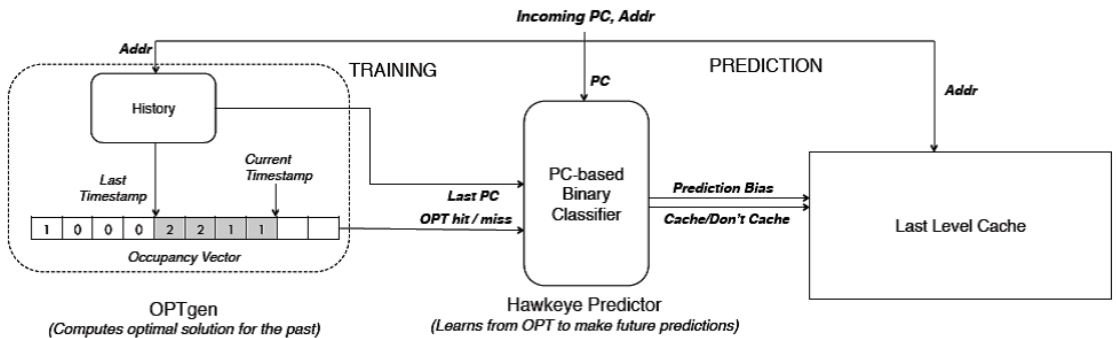 Incoming PC, Addr
Addr
TRAINING
PREDICTION
PC
Addr
History
Last
Timestamp
Current
Timestamp
Last PC
OPT hit / miss
PC-based
Binary
Classifier
Prediction Bias
Cache/Don't Cache
Last Level Cache
1 0 0 0 2 2 1 1
Occupancy Vector
OPTgen
(Computes optimal solution for the past)
Hawkeye Predictor
(Learns from OPT to make future predictions)